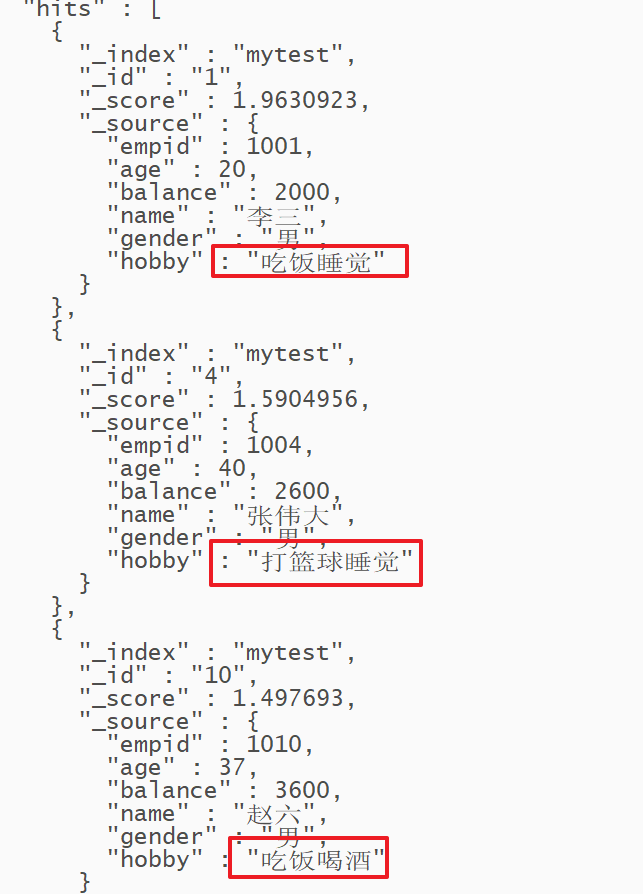 "hits" : [
{
"_index" : "mytest",
"_id" : "1",
"_score" : 1.9630923,
"_source" : {
"empid" : 1001,
"age" : 20,
"balance" : 2000,
"name" : "李三",
"gender" : "男",
"hobby" : "吃饭睡觉"
}
},
{
"_index" : "mytest",
"_id" : "4",
"_score" : 1.5904956,
"_source" : {
"empid" : 1004,
"age" : 40,
"balance" : 2600,
"name" : "张伟大",
"gender" : "男",
"hobby" : "打篮球睡觉"
}
},
{
"_index" : "mytest",
"_id" : "10",
"_score" : 1.497693,
"_source" : {
"empid" : 1010,
"age" : 37,
"balance" : 3600,
"name" : "赵六",
"gender" : "男",
"hobby" : "吃饭喝酒"
}